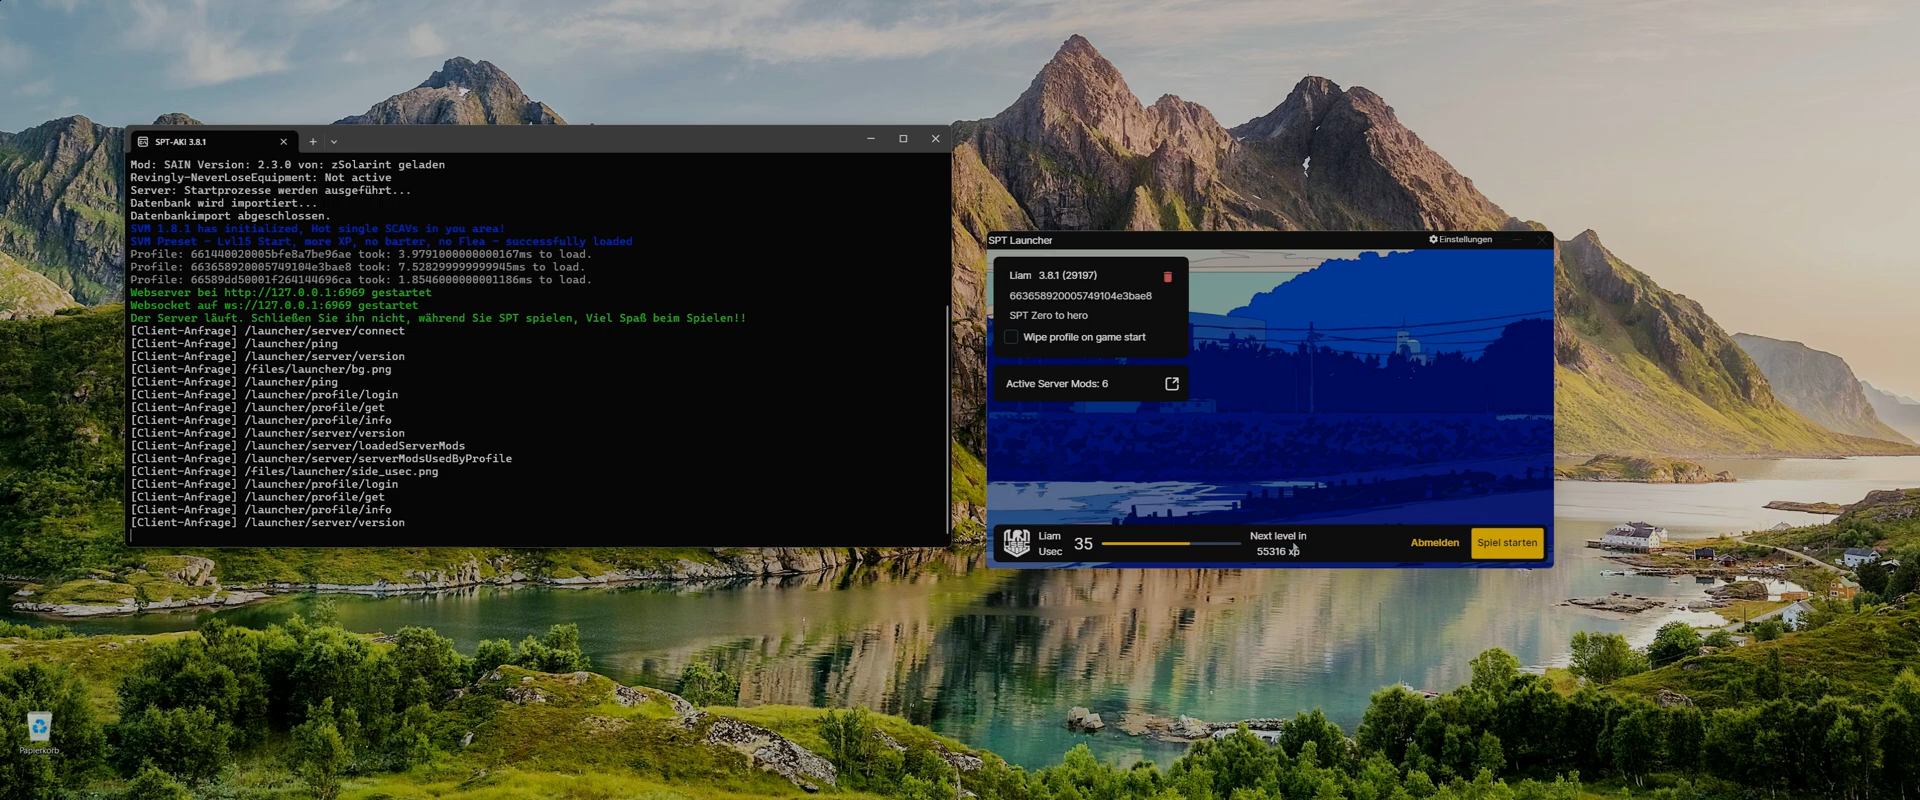 SPT-AKI 3.8.1
Mod: SAIN Version: 2.3.0 von: zSolarint geladen
Revingly-NeverLoseEquipment: Not active
Server: Startprozesse werden ausgeführt...
Datenbank wird importiert...
Datenbankimport abgeschlossen.
SVM 1.8.1 has initialized, Hot single SCAVs in you area!
SVM Preset - Lvl15 Start, more XP, no barter, no Flea - successfully loaded
Profile: 661440020005bfe8a7be96ae took: 3.9791000000000167ms to load.
Profile: 663658920005749104e3bae8 took: 7.528299999999945ms to load.
Profile: 66589dd50001f264144696ca took: 1.8546000000001186ms to load.
Webserver bei http://127.0.0.1:6969 gestartet
Websocket auf ws://127.0.0.1:6969 gestartet
Der Server läuft. Schließen Sie ihn nicht, während Sie SPT spielen, Viel Spaß beim Spielen!!
[Client-Anfrage] /launcher/server/connect
[Client-Anfrage] /launcher/ping
[Client-Anfrage] /launcher/server/version
[Client-Anfrage] /files/launcher/bg.png
[Client-Anfrage] /launcher/ping
[Client-Anfrage] /launcher/profile/login
[Client-Anfrage] /launcher/profile/get
[Client-Anfrage] /launcher/profile/info
[Client-Anfrage] /launcher/server/version
[Client-Anfrage] /launcher/server/loadedServerMods
[Client-Anfrage] /launcher/server/serverModsUsedByProfile
[Client-Anfrage] /files/launcher/side_usec.png
[Client-Anfrage] /launcher/profile/login
[Client-Anfrage] /launcher/profile/get
[Client-Anfrage] /launcher/profile/info
[Client-Anfrage] /launcher/server/version
SPT Launcher
Einstellungen
Liam 3.8.1 (29197)
663658920005749104e3bae8
SPT Zero to hero
Wipe profile on game start
Active Server Mods: 6
USEC
Liam
Usec
35
Next level in
55316 xp
Abmelden
Spiel starten
Papierkorb